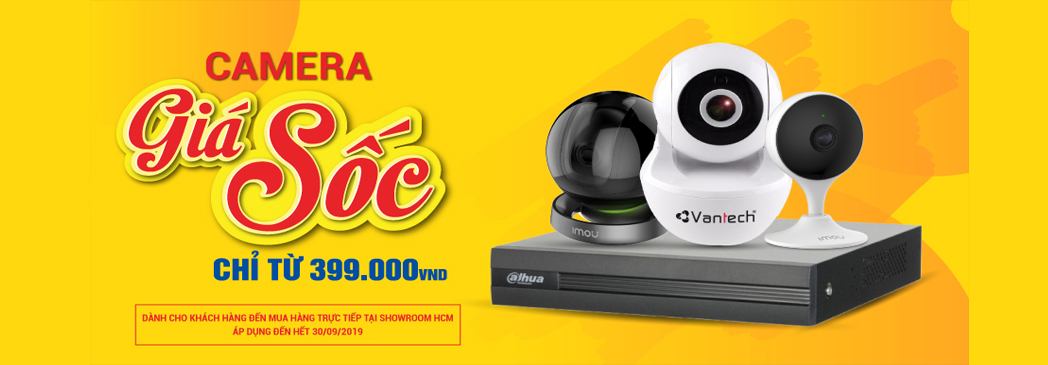 CAMERA
Giá
Sốc
CHỈ TỪ 399.000VND
DÀNH CHO KHÁCH HÀNG ĐẾN MUA HÀNG TRỰC TIẾP TẠI SHOWROOM HCM
ÁP DỤNG ĐẾN HẾT 30/09/2019
imou
Vantech
imou
alhua